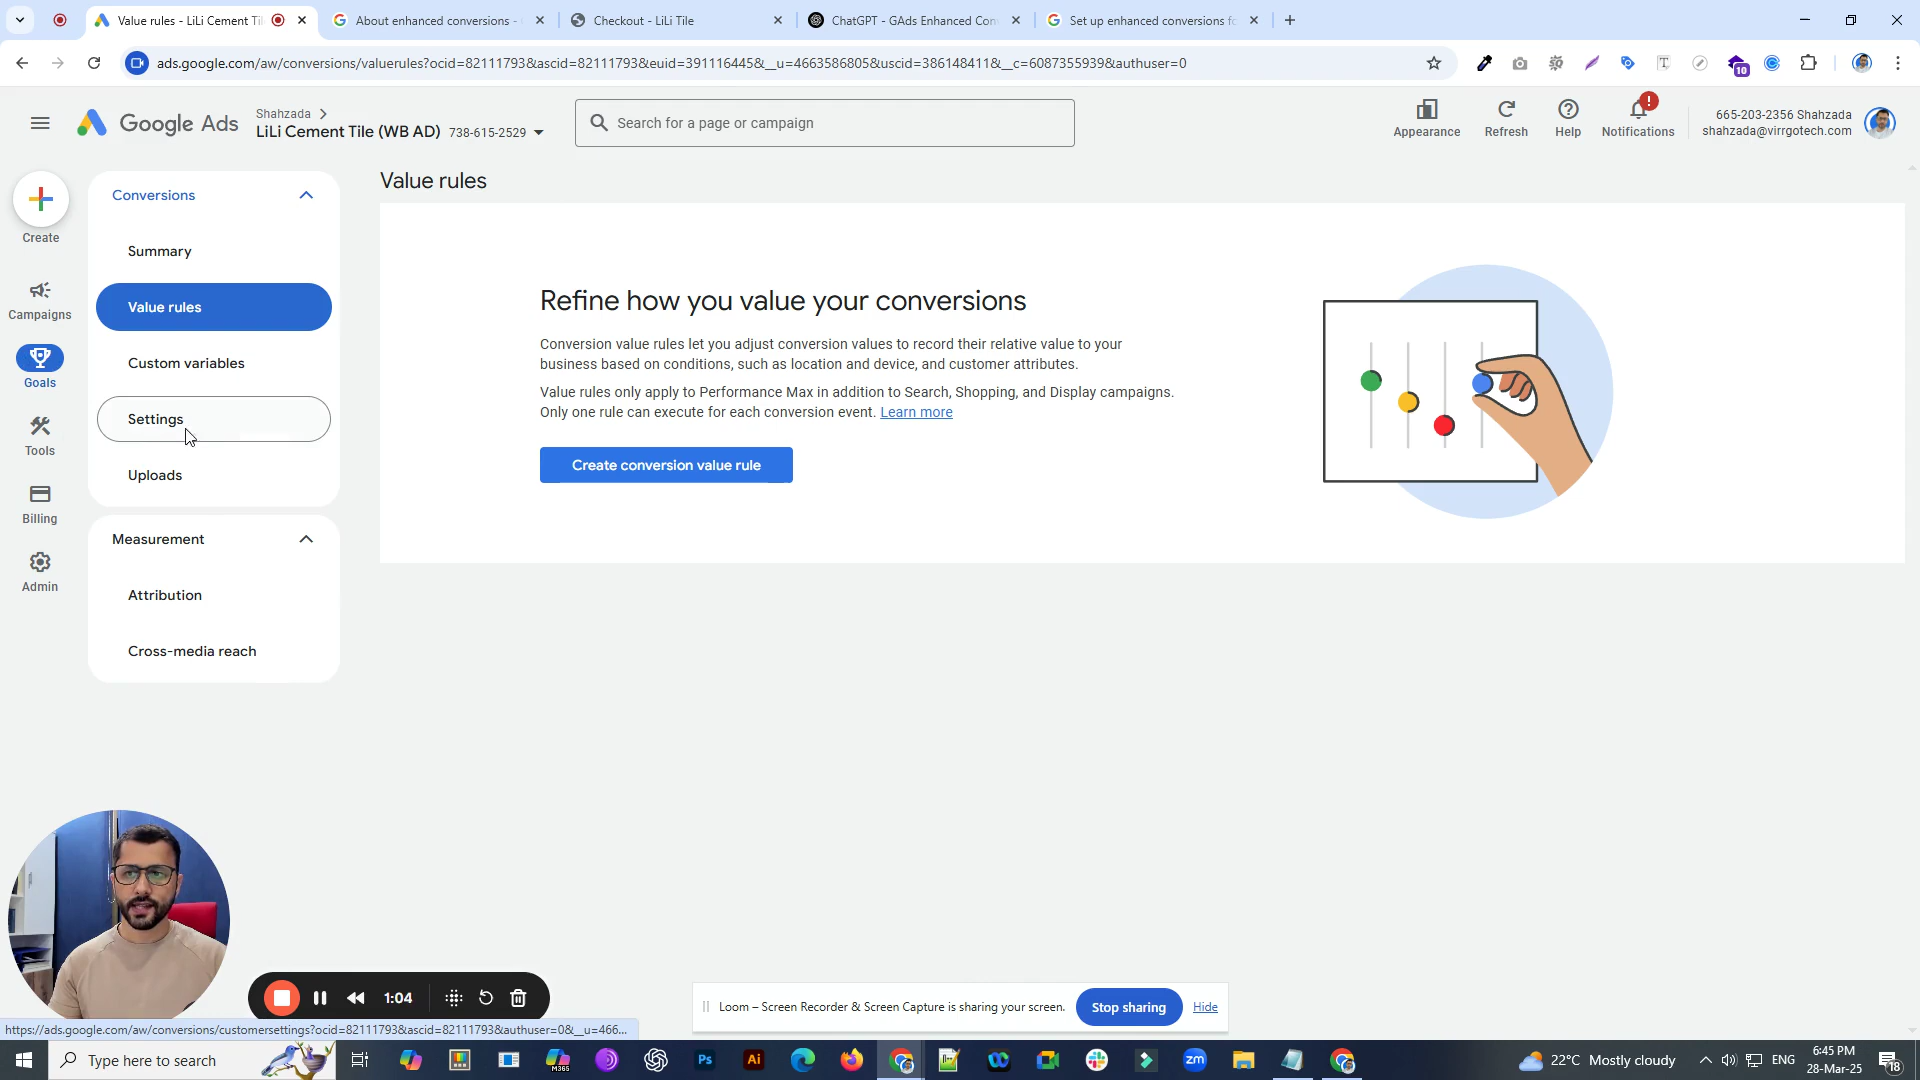 Value rules - LiLi Cement Til
About enhanced conversions -
Checkout - LiLi Tile
ChatGPT - GAds Enhanced Con
Set up enhanced conversions fo
ads.google.com/aw/conversions/valuerules?ocid=82111793&ascid=82111793&euid=391116445&__u=4663586805&uscid=386148411&__c=6087355939&authuser=0
10
Google Ads
Shahzada
LiLi Cement Tile (WB AD) 738-615-2529
Search for a page or campaign
Appearance
Refresh
Help
Notifications
665-203-2356 Shahzada
shahzada@virrgotech.com
Create
Campaigns
Goals
Tools
Billing
Admin
Conversions
Summary
Value rules
Custom variables
Settings
Uploads
Measurement
Attribution
Cross-media reach
Value rules
Refine how you value your conversions
Conversion value rules let you adjust conversion values to record their relative value to your
business based on conditions, such as location and device, and customer attributes.
Value rules only apply to Performance Max in addition to Search, Shopping, and Display campaigns.
Only one rule can execute for each conversion event. Learn more
Create conversion value rule
1:04
Loom – Screen Recorder & Screen Capture is sharing your screen.
Stop sharing
Hide
https://ads.google.com/aw/conversions/customersettings?ocid=82111793&ascid=82111793&authuser=0&__u=466...
Type here to search
M365
Ps
Ai
zm
22°C Mostly cloudy
ENG
6:45 PM
28-Mar-25
18